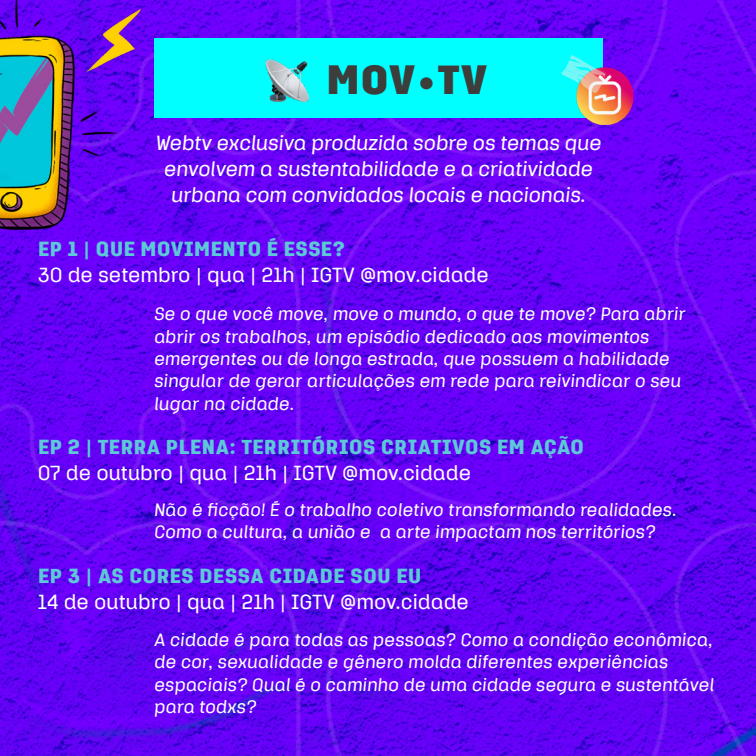 MOV•TV
Webtv exclusiva produzida sobre os temas que
envolvem a sustentabilidade e a criatividade
urbana com convidados locais e nacionais.
EP 1 | QUE MOVIMENTO É ESSE?
30 de setembro | qua | 21h | IGTV @mov.cidade
Se o que você move, move o mundo, o que te move? Para abrir
abrir os trabalhos, um episódio dedicado aos movimentos
emergentes ou de longa estrada, que possuem a habilidade
singular de gerar articulações em rede para reivindicar o seu
lugar na cidade.
EP 2 | TERRA PLENA: TERRITÓRIOS CRIATIVOS EM AÇÃO
07 de outubro | qua | 21h | IGTV @mov.cidade
Não é ficção! É o trabalho coletivo transformando realidades.
Como a cultura, a união e  a arte impactam nos territórios?
EP 3 | AS CORES DESSA CIDADE SOU EU
14 de outubro | qua | 21h | IGTV @mov.cidade
A cidade é para todas as pessoas? Como a condição econômica,
de cor, sexualidade e gênero molda diferentes experiências
espaciais? Qual é o caminho de uma cidade segura e sustentável
para todxs?